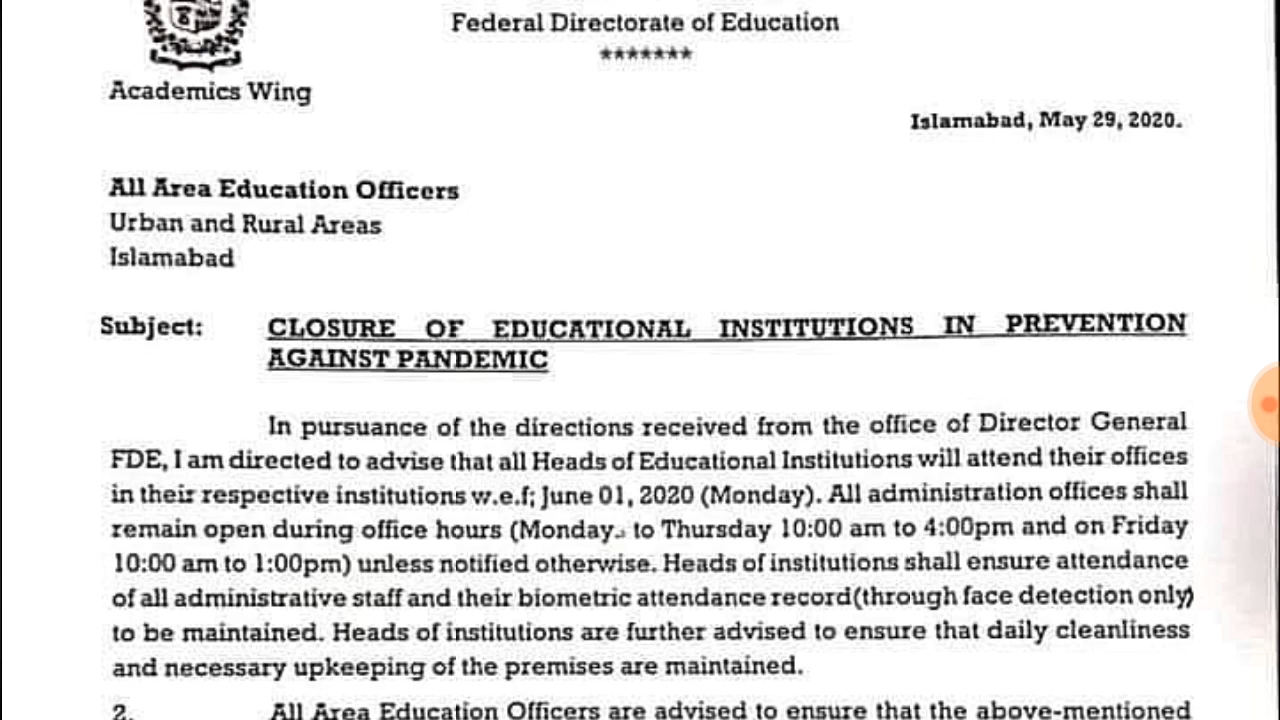 Federal Directorate of Education
*******
Academics Wing
Islamabad, May 29, 2020.
All Area Education Officers
Urban and Rural Areas
Islamabad
Subject: CLOSURE OF EDUCATIONAL INSTITUTIONS IN PREVENTION
AGAINST PANDEMIC
In pursuance of the directions received from the office of Director General
FDE, I am directed to advise that all Heads of Educational Institutions will attend their offices
in their respective institutions w.e.f; June 01, 2020 (Monday). All administration offices shall
remain open during office hours (Monday. to Thursday 10:00 am to 4:00pm and on Friday
10:00 am to 1:00pm) unless notified otherwise. Heads of institutions shall ensure attendance
of all administrative staff and their biometric attendance record(through face detection only)
to be maintained. Heads of institutions are further advised to ensure that daily cleanliness
and necessary upkeeping of the premises are maintained.
2. All Area Education Officers are advised to ensure that the above-mentioned